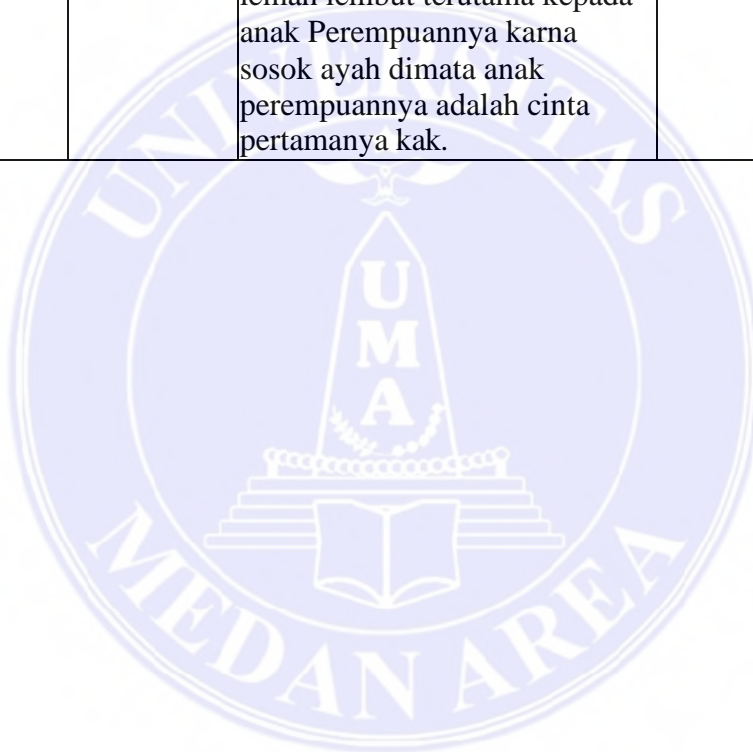 lemah lembut terutama kepada
anak Perempuannya karna
sosok ayah dimata anak
perempuannya adalah cinta
pertamanya kak.
UNIVERSITAS
UMA
MEDAN AREA